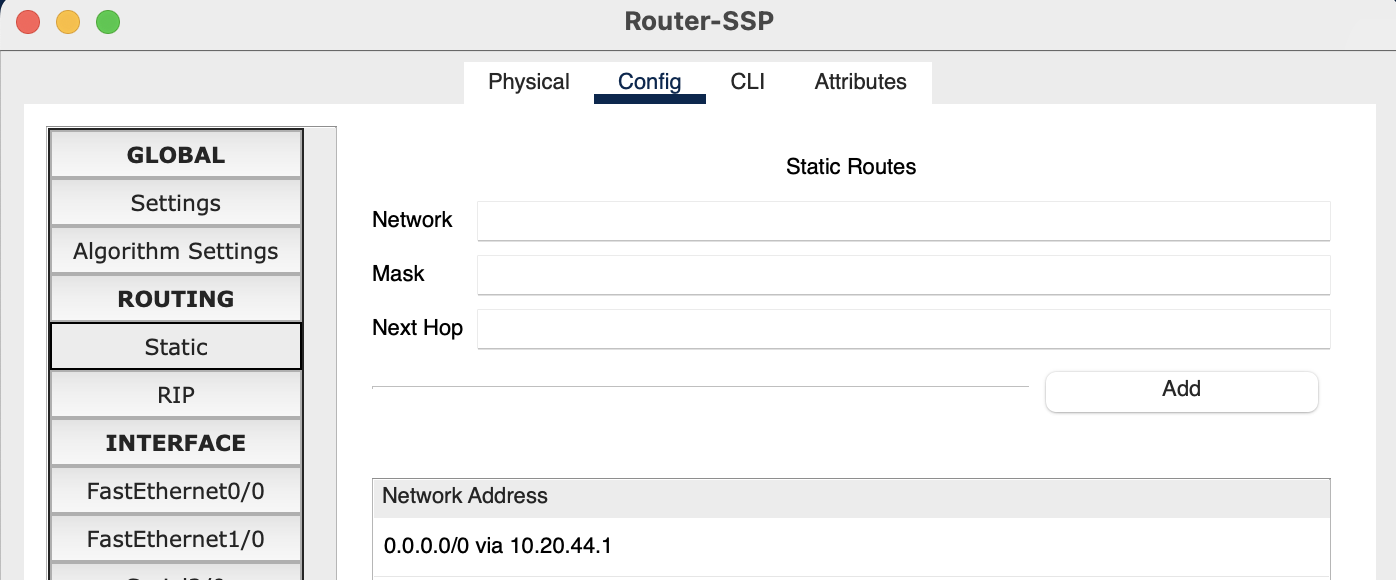 Router-SSP
Physical Config CLI Attributes
GLOBAL
Settings
Algorithm Settings
ROUTING
Static
RIP
INTERFACE
FastEthernet0/0
FastEthernet1/0
Static Routes
Network
Mask
Next Hop
Add
Network Address
0.0.0.0/0 via 10.20.44.1